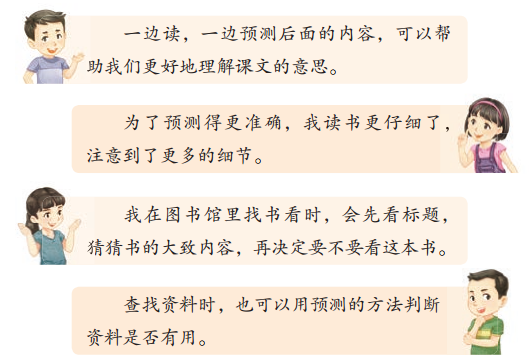 一边读，一边预测后面的内容，可以帮
助我们更好地理解课文的意思。
为了预测得更准确，我读书更仔细了，
注意到了更多的细节。
我在图书馆里找书看时，会先看标题，
猜猜书的大致内容，再决定要不要看这本书。
查找资料时，也可以用预测的方法判断
资料是否有用。